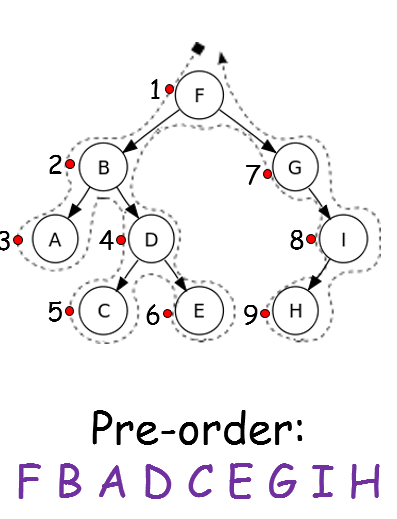 1 F
2 B
7 G
3 A
4 D
8 I
5 C
6 E
9 H
Pre-order:
F B A D C E G I H